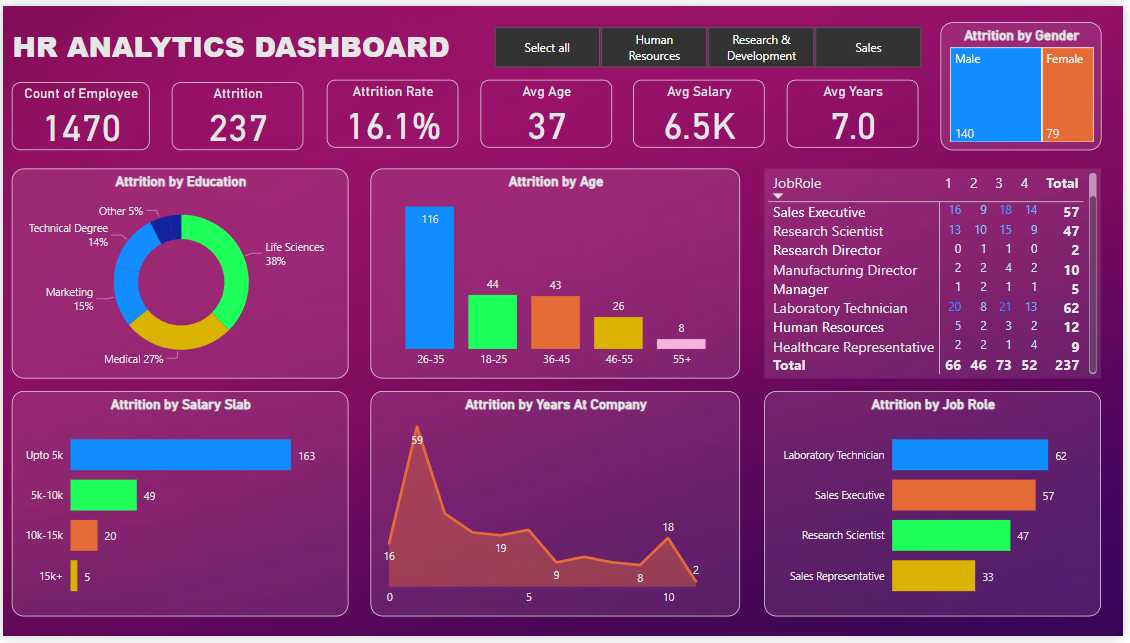 HR ANALYTICS DASHBOARD
Select all
Human
Resources
Research &
Development
Sales
Attrition by Gender
Male
Female
140
79
Count of Employee
1470
Attrition
237
Attrition Rate
16.1%
Avg Age
37
Avg Salary
6.5K
Avg Years
7.0
Attrition by Education
Other 5%
Technical Degree
14%
Life Sciences
38%
Marketing
15%
Medical 27%
Attrition by Age
116
44
43
26
8
26-35 18-25 36-45 46-55 55+
JobRole 1 2 3 4 Total
Sales Executive 16 9 18 14 57
Research Scientist 13 10 15 9 47
Research Director 0 1 1 0 2
Manufacturing Director 2 2 4 2 10
Manager 1 2 1 1 5
Laboratory Technician 20 8 21 13 62
Human Resources 5 2 3 2 12
Healthcare Representative 2 2 1 4 9
Total 66 46 73 52 237
Attrition by Salary Slab
Upto 5k 163
5k-10k 49
10k-15k 20
15k+ 5
Attrition by Years At Company
59
16
19
9
8
18
2
0 5 10
Attrition by Job Role
Laboratory Technician 62
Sales Executive 57
Research Scientist 47
Sales Representative 33